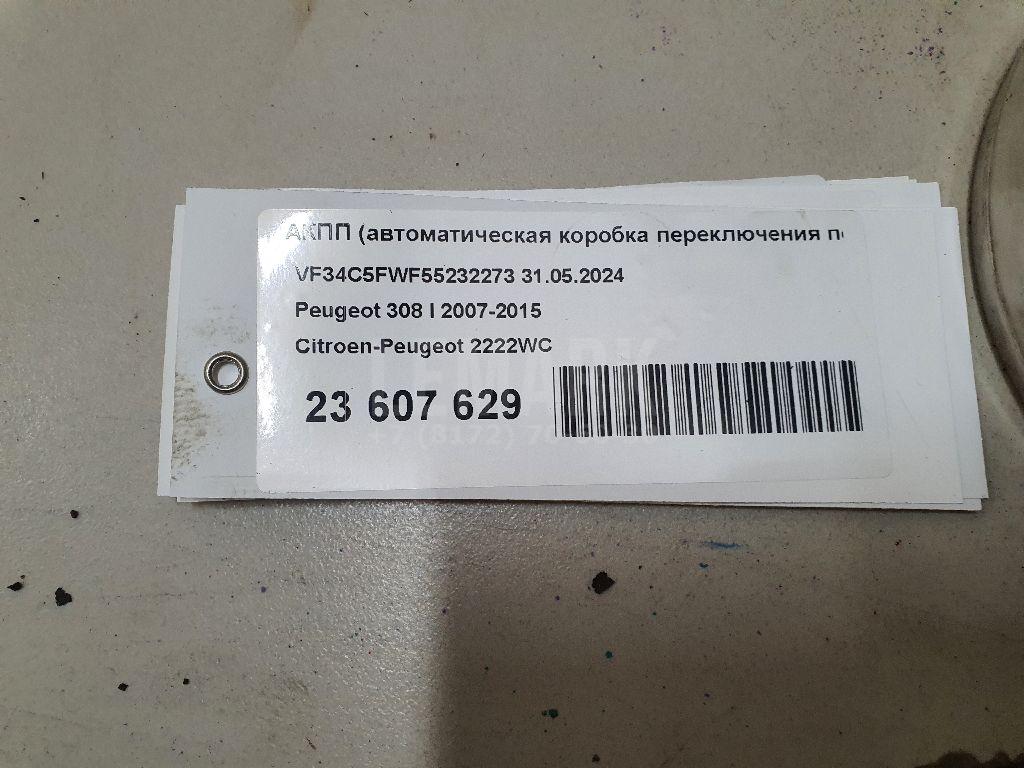 АКПП (автоматическая коробка переключения п
VF34C5FWF55232273 31.05.2024
Peugeot 308 I 2007-2015
Citroen-Peugeot 2222WC
23 607 629